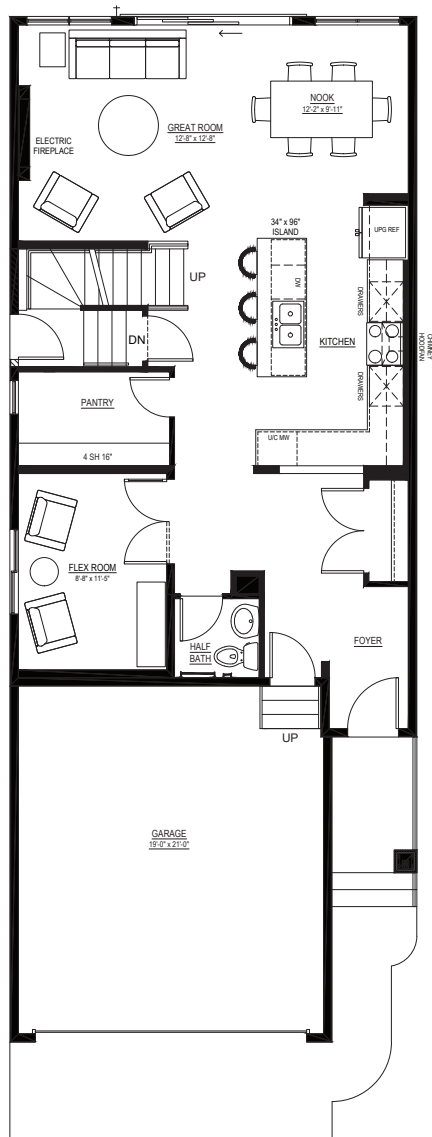 NOOK
12'-2" x 9'-11"
GREAT ROOM
12'-8" x 12'-8"
ELECTRIC
FIREPLACE
34" x 96"
ISLAND
UPG REF
UP
DW
DRAWERS
KITCHEN
CHIMNEY
HOODFAN
DN
DRAWERS
PANTRY
U/C MW
4 SH 16"
FLEX ROOM
8'-8" x 11'-5"
HALF
BATH
FOYER
UP
GARAGE
19'-0" x 21'-0"